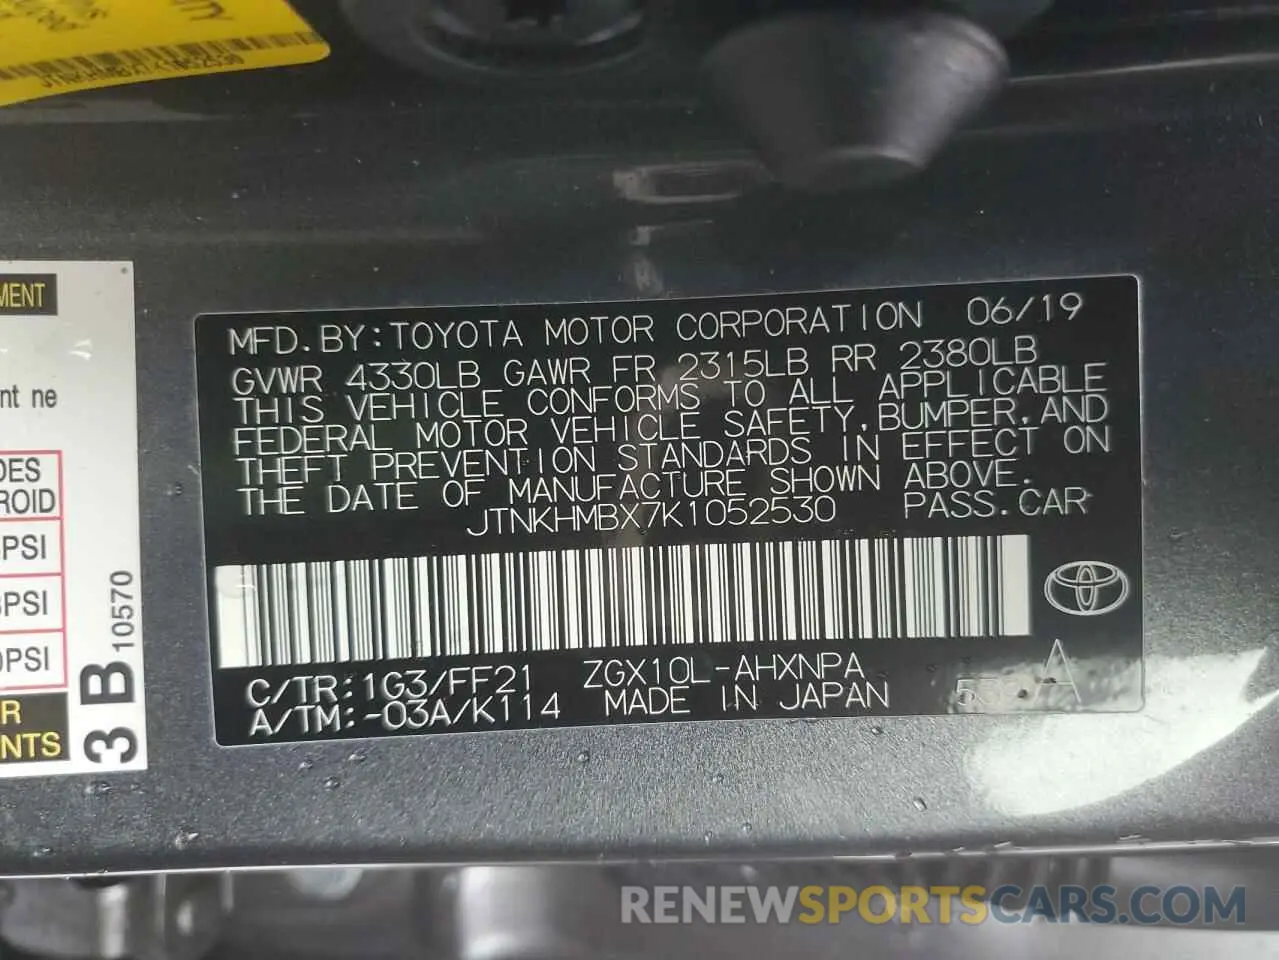 JTNKHMBX7K1052530
MENT
nt ne
DES
ROID
PSI
PSI
PSI
R
NTS
3 B 10570
MFD.BY:TOYOTA MOTOR CORPORATION 06/19
GVWR 4330LB GAWR FR 2315LB RR 2380LB
THIS VEHICLE CONFORMS TO ALL APPLICABLE
FEDERAL MOTOR VEHICLE SAFETY,BUMPER,AND
THEFT PREVENTION STANDARDS IN EFFECT ON
THE DATE OF MANUFACTURE SHOWN ABOVE.
JTNKHMBX7K1052530 PASS.CAR
C/TR:1G3/FF21 ZGX10L-AHXNPA
A/TM:-03A/K114 MADE IN JAPAN
A
RENEWSPORTSCARS.COM